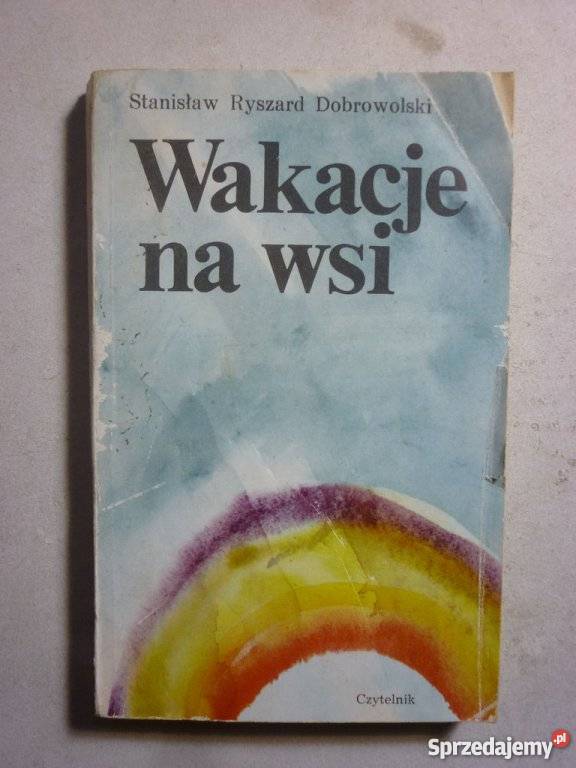 Stanisław Ryszard Dobrowolski
Wakacje
na wsi
Czytelnik
Sprzedajemy.pl